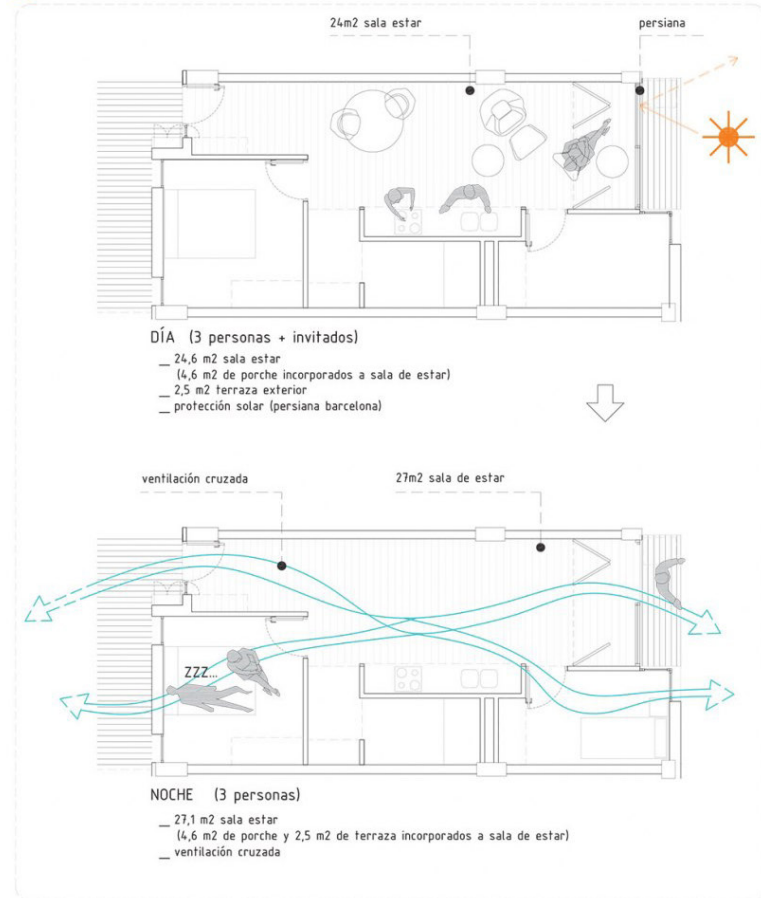 24m2 sala estar
persiana
DÍA (3 personas + invitados)
__ 24,6 m2 sala estar
(4,6 m2 de porche incorporados a sala de estar)
__ 2,5 m2 terraza exterior
__ protección solar (persiana barcelona)
ventilación cruzada
27m2 sala de estar
ZZZ...
NOCHE (3 personas)
__ 27,1 m2 sala estar
(4,6 m2 de porche y 2,5 m2 de terraza incorporados a sala de estar)
__ ventilación cruzada